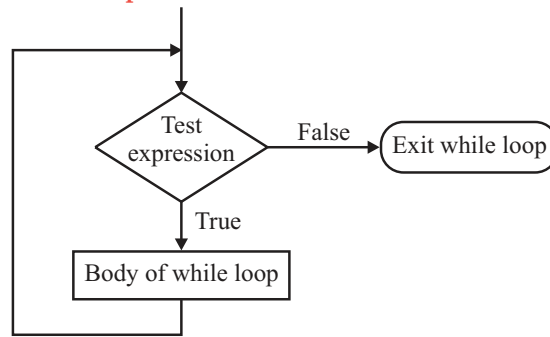 Test
expression
False
Exit while loop
True
Body of while loop